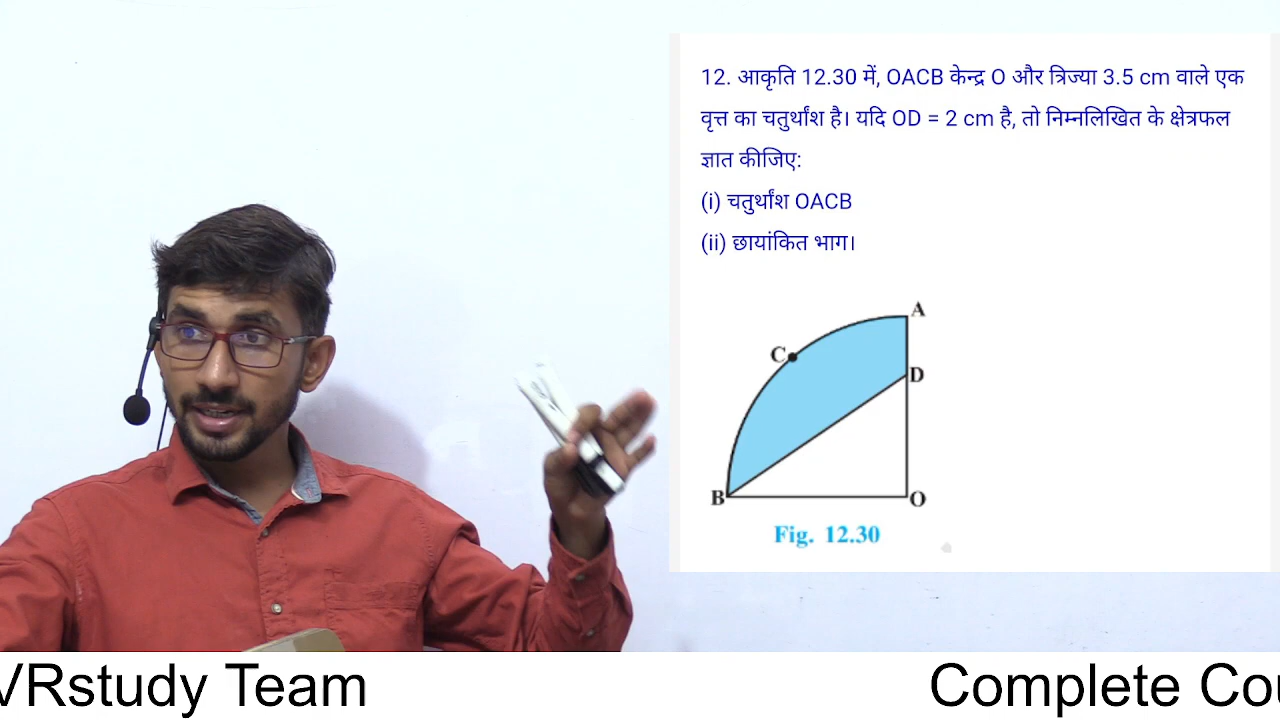 12. आकृति 12.30 में, OACB केन्द्र O और त्रिज्या 3.5 cm वाले एक
वृत्त का चतुर्थांश है। यदि OD = 2 cm है, तो निम्नलिखित के क्षेत्रफल
ज्ञात कीजिए:
(i) चतुर्थांश OACB
(ii) छायांकित भाग।
A
C
D
B
O
Fig. 12.30
VRstudy Team
Complete Cou